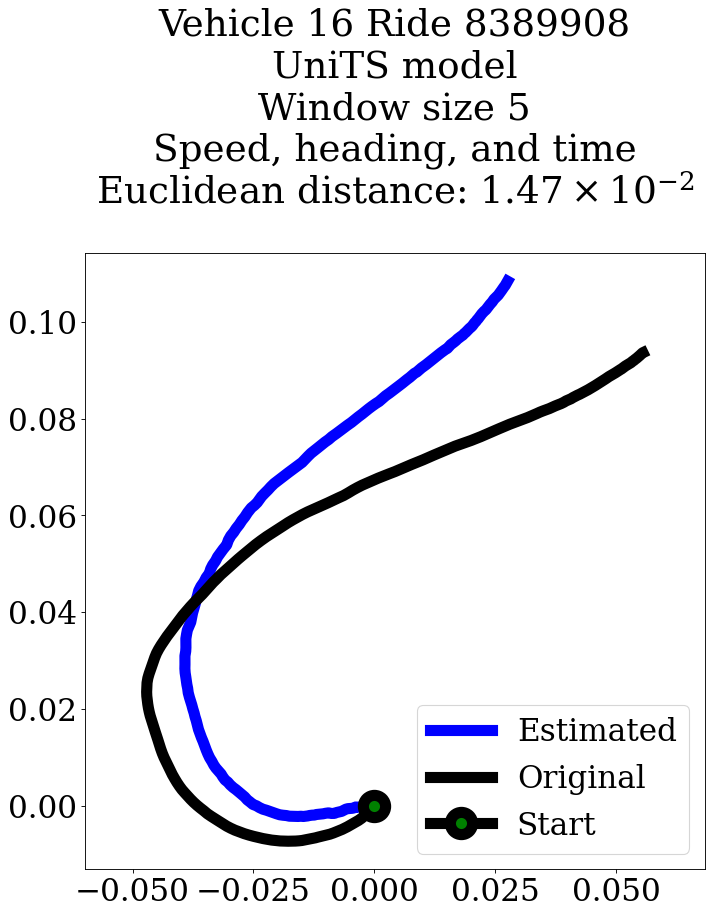 Vehicle 16 Ride 8389908
UniTS model
Window size 5
Speed, heading, and time
Euclidean distance: 1.47 × 10⁻²
0.10
0.08
0.06
0.04
0.02
0.00
Estimated
Original
Start
−0.050 −0.025 0.000 0.025 0.050